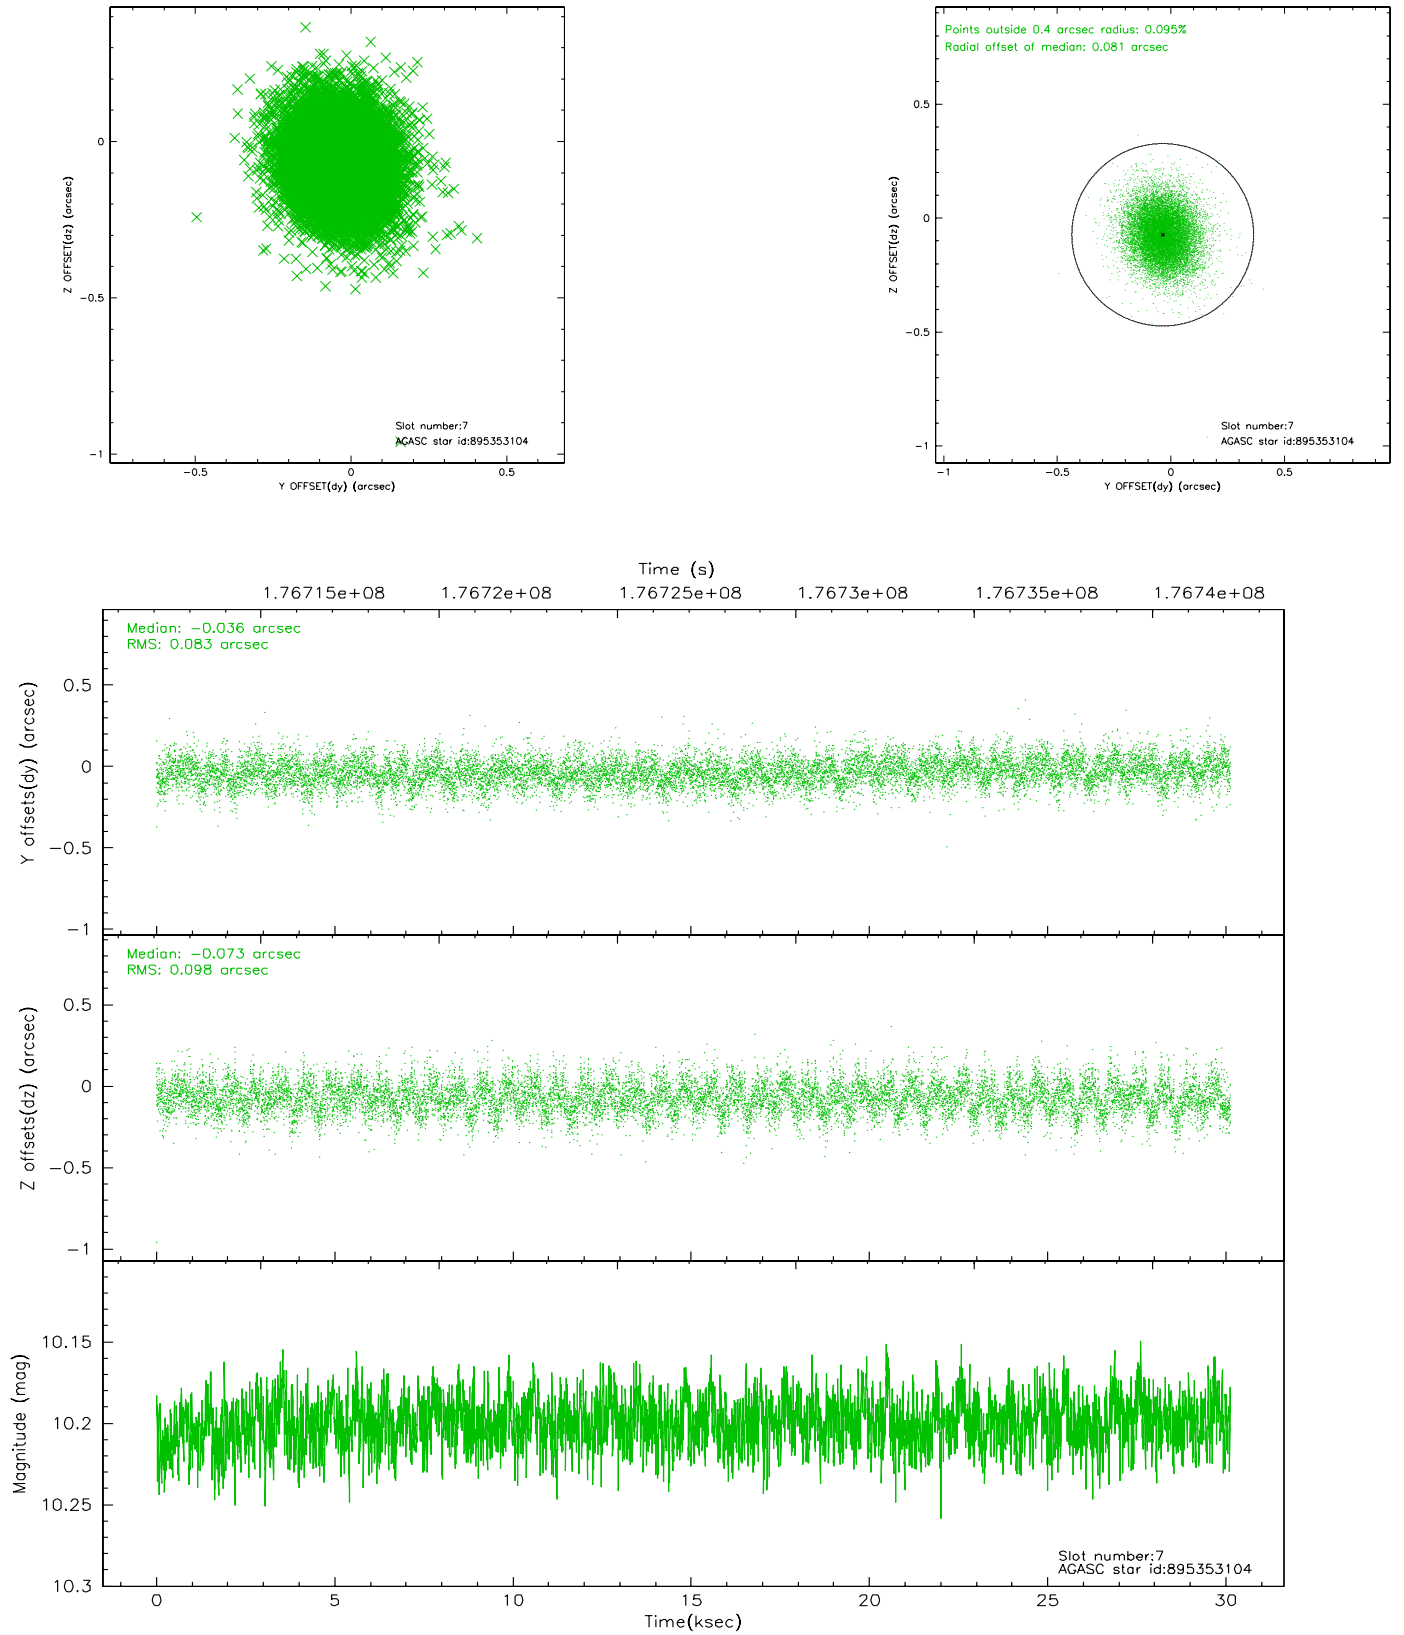 0
−0.5
−1
Z OFFSET(dz) (arcsec)
Slot number:7
AGASC star id:895353104
−0.5
0
0.5
Y OFFSET(dy) (arcsec)
Points outside 0.4 arcsec radius: 0.095%
Radial offset of median: 0.081 arcsec
0.5
0
−0.5
−1
Z OFFSET(dz) (arcsec)
Slot number:7
AGASC star id:895353104
−1
−0.5
0
0.5
Y OFFSET(dy) (arcsec)
Time (s)
1.76715e+08
1.7672e+08
1.76725e+08
1.7673e+08
1.76735e+08
1.7674e+08
Median: −0.036 arcsec
RMS: 0.083 arcsec
0.5
0
−0.5
−1
Y offsets(dy) (arcsec)
Median: −0.073 arcsec
RMS: 0.098 arcsec
0.5
0
−0.5
−1
Z offsets(dz) (arcsec)
10.15
10.2
10.25
10.3
Magnitude (mag)
Slot number:7
AGASC star id:895353104
0
5
10
15
20
25
30
Time(ksec)